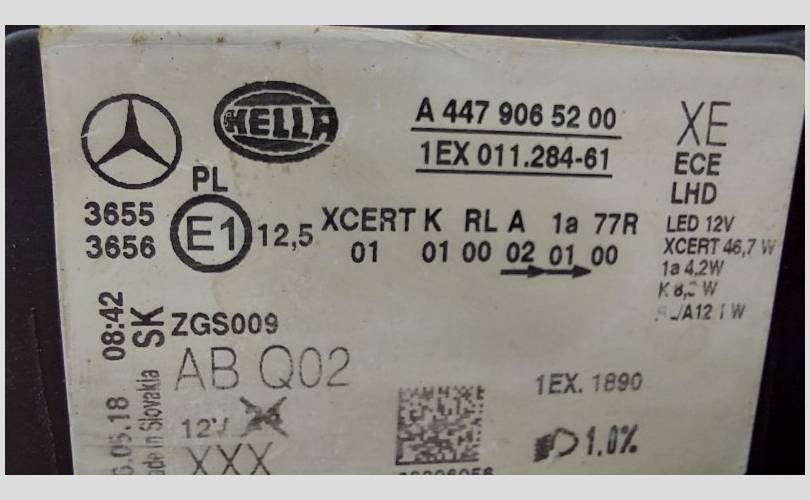 HELLA
A 447 906 52 00
1EX 011.284-61
XE
ECE
LHD
LED 12V
XCERT 46,7 W
1a 4,2W
PL
3655
3656
E1
12,5
XCERT K RL A 1a 77R
01 01 00 02 01 00
08:42
SK
ZGS009
AB Q02
Made in Slovakia
12V
XXX
1EX. 1890
1.0%